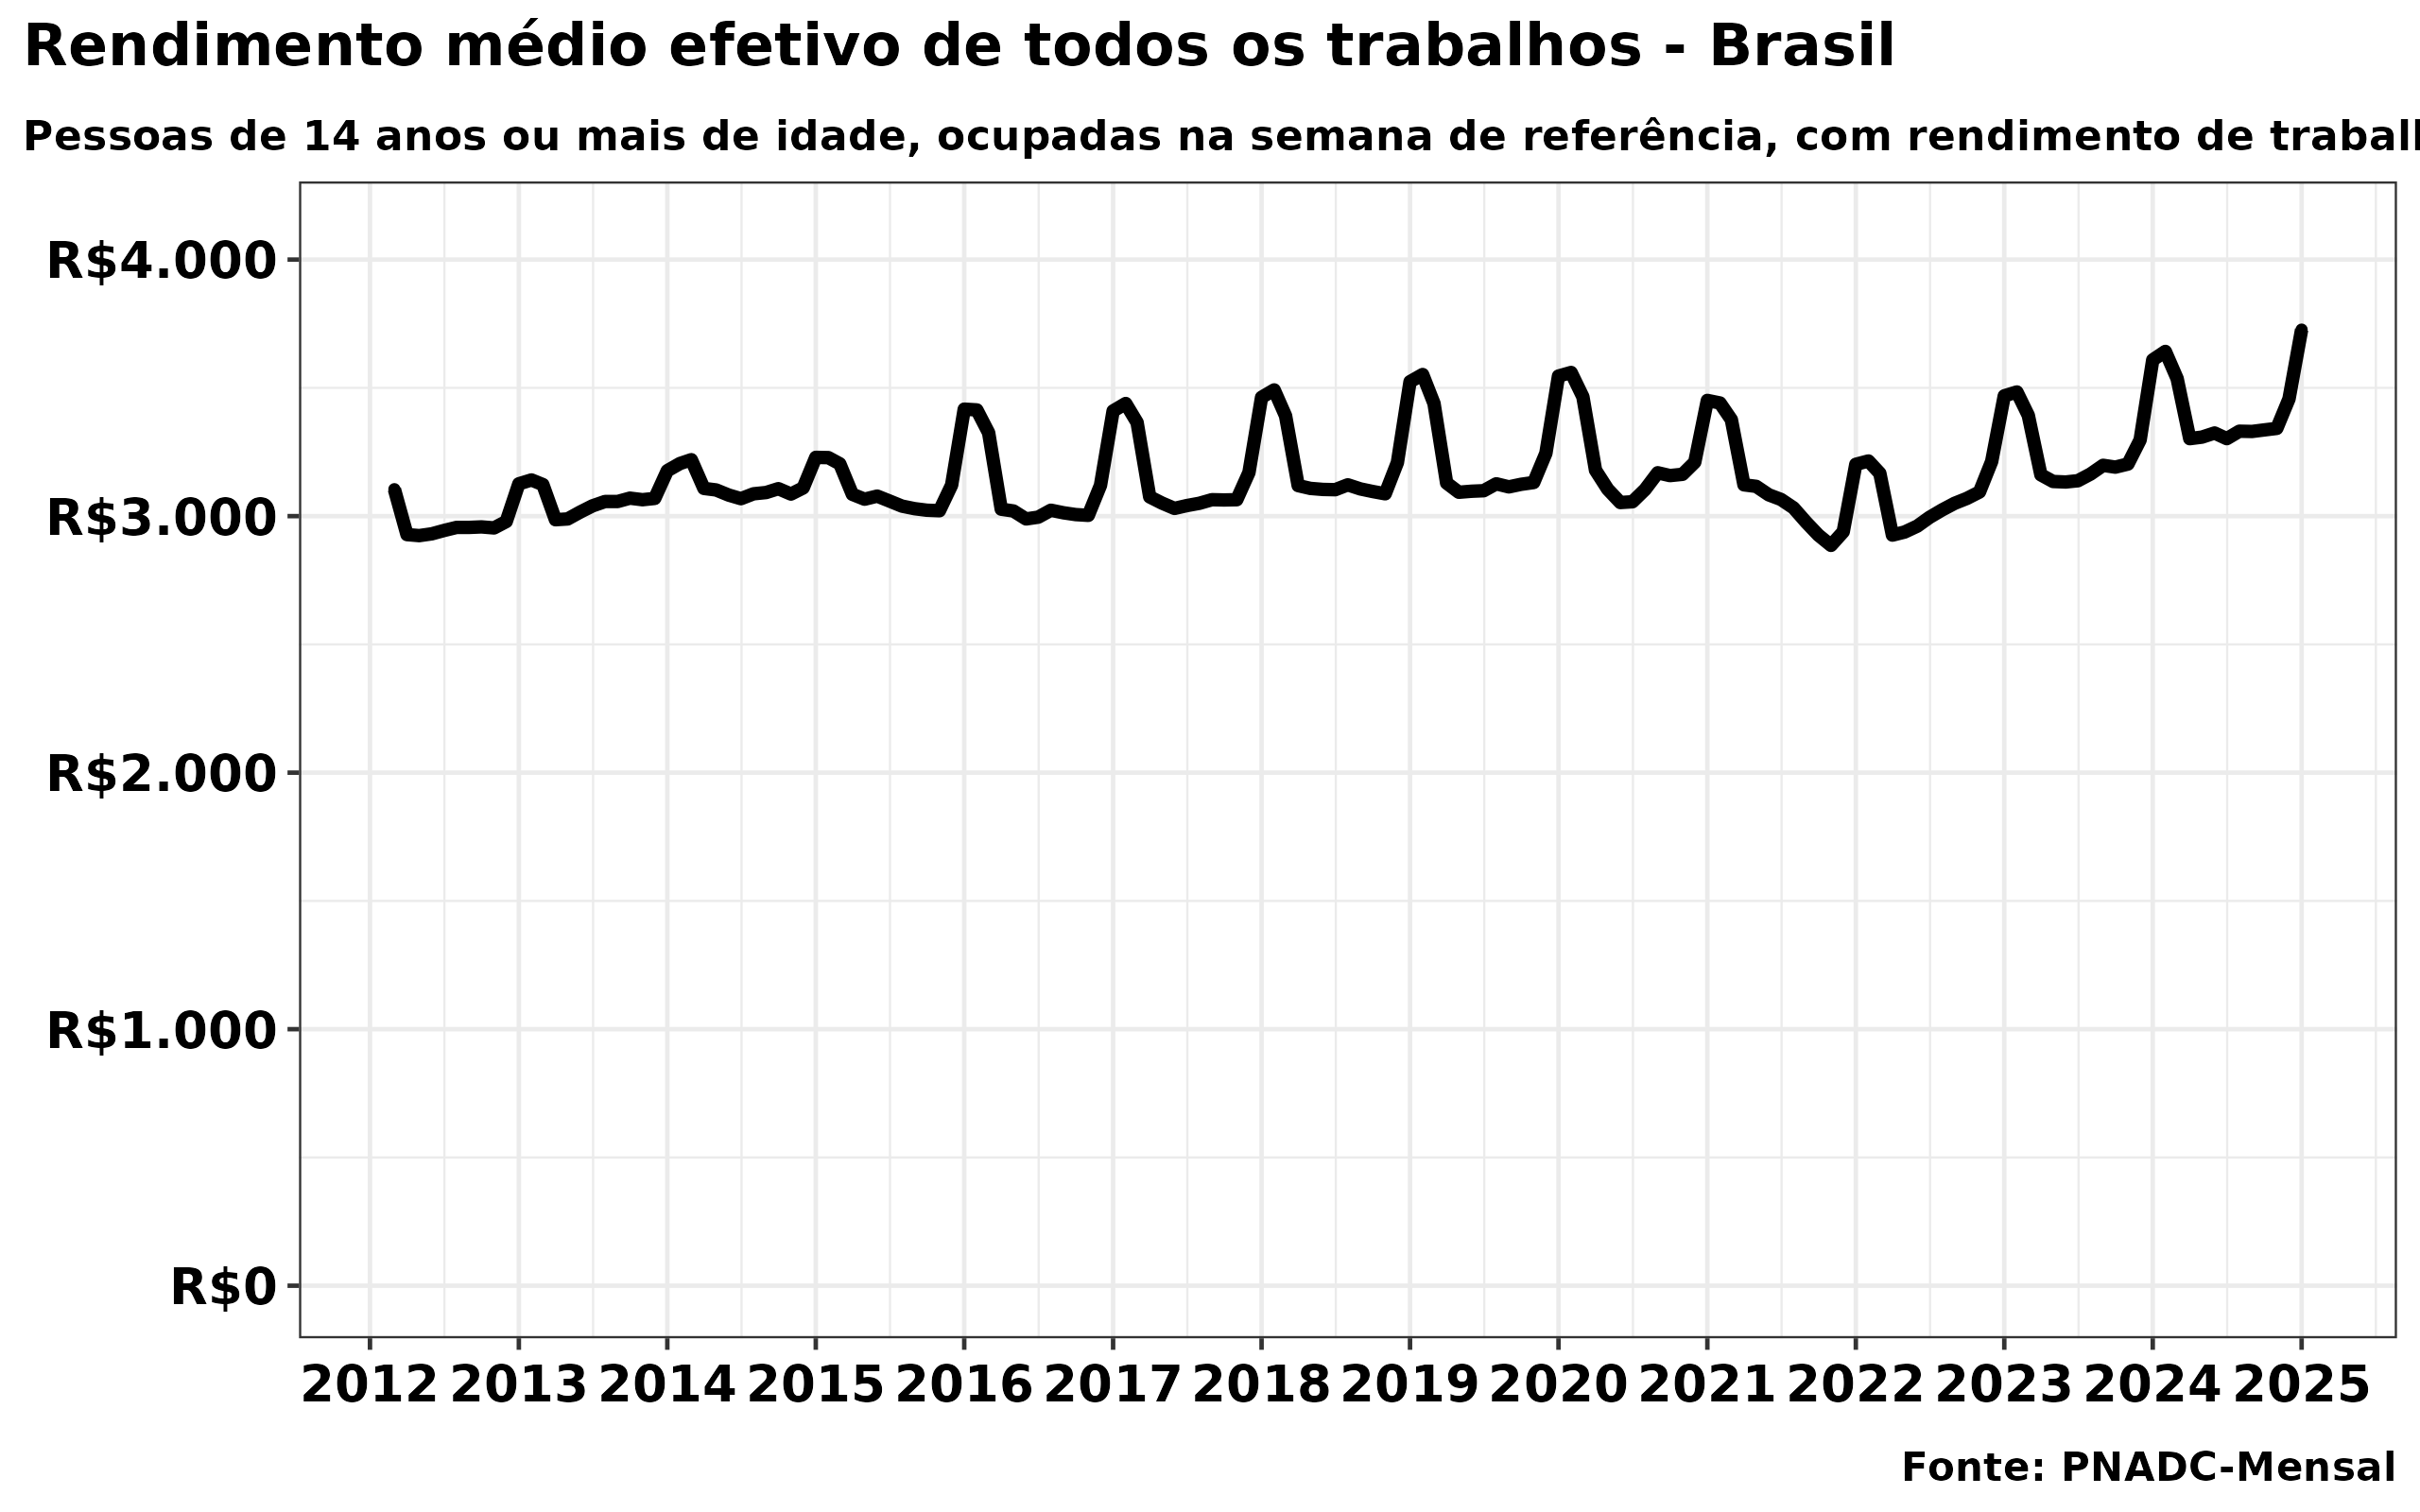 Rendimento médio efetivo de todos os trabalhos - Brasil
Pessoas de 14 anos ou mais de idade, ocupadas na semana de referência, com rendimento de
R$4.000
R$3.000
R$2.000
R$1.000
R$0
2012 2013 2014 2015 2016 2017 2018 2019 2020 2021 2022 2023 2024 2025
Fonte: PNADC-Mensal